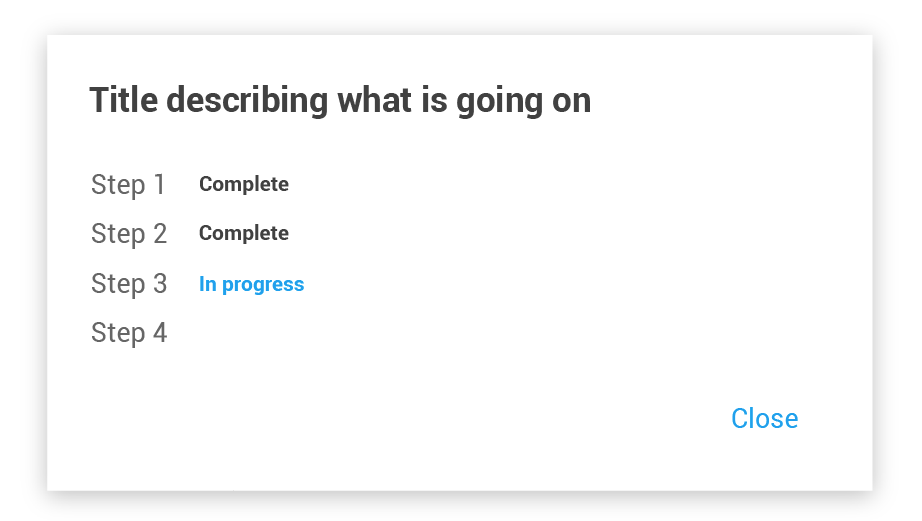 Title describing what is going on
Step 1 Complete
Step 2 Complete
Step 3 In progress
Step 4
Close